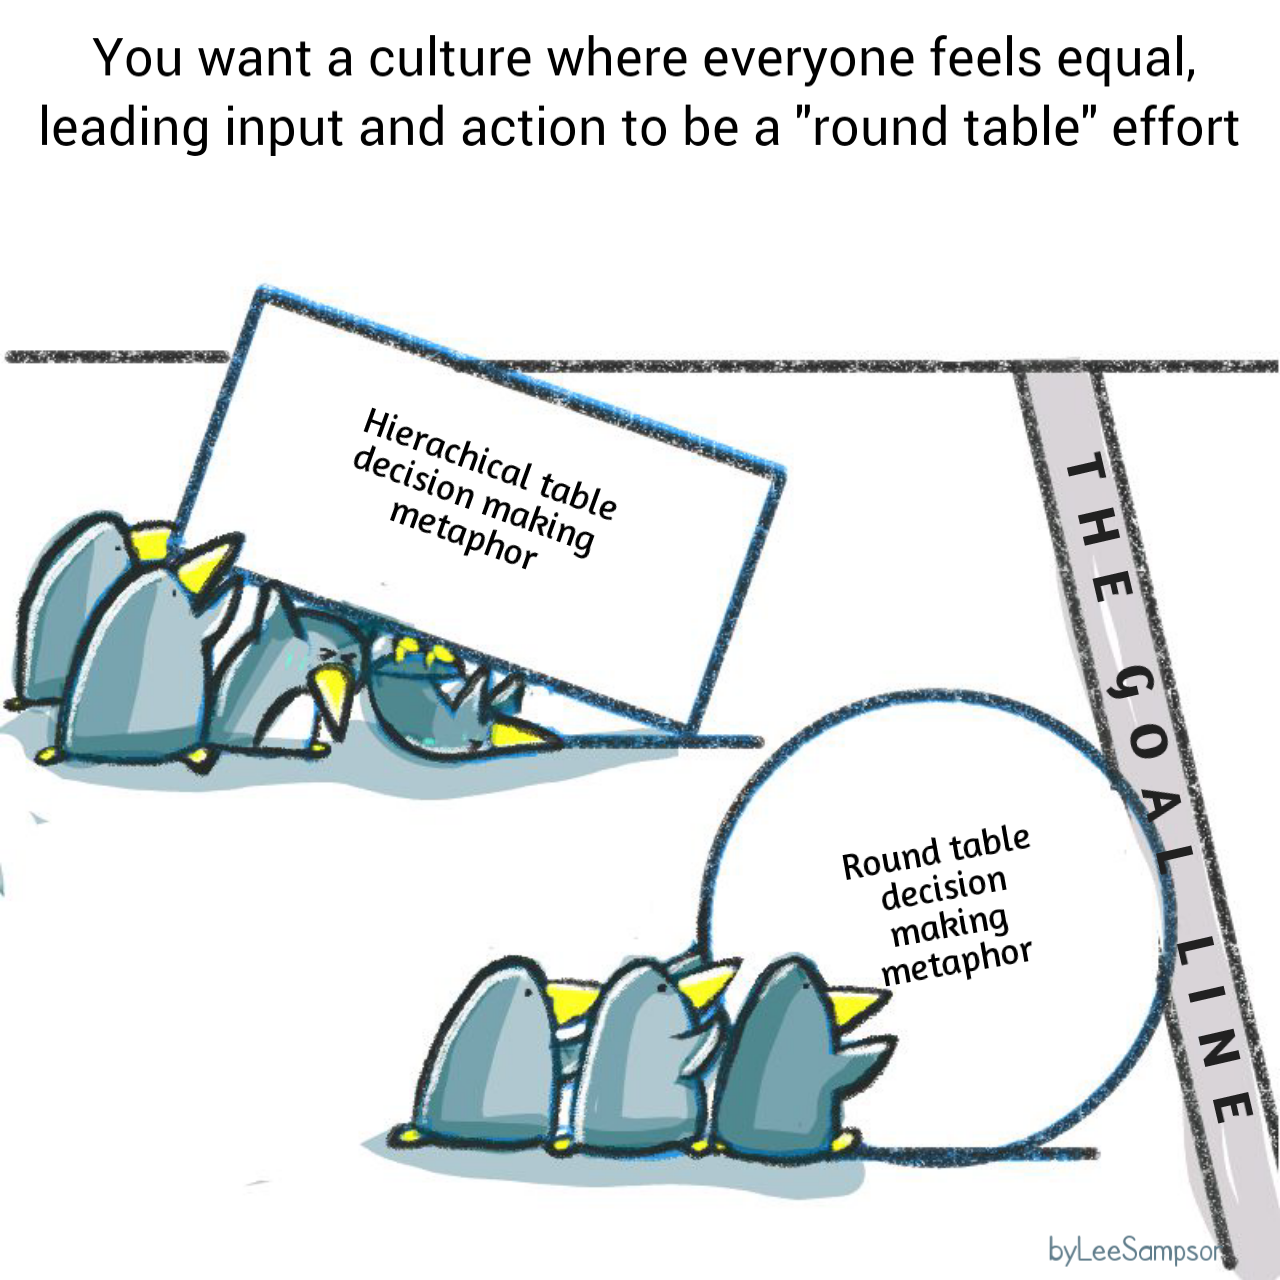 You want a culture where everyone feels equal,
leading input and action to be a "round table" effort
Hierachical table
decision making
metaphor
THE GOAL LINE
Round table
decision
making
metaphor
byLeeSampson